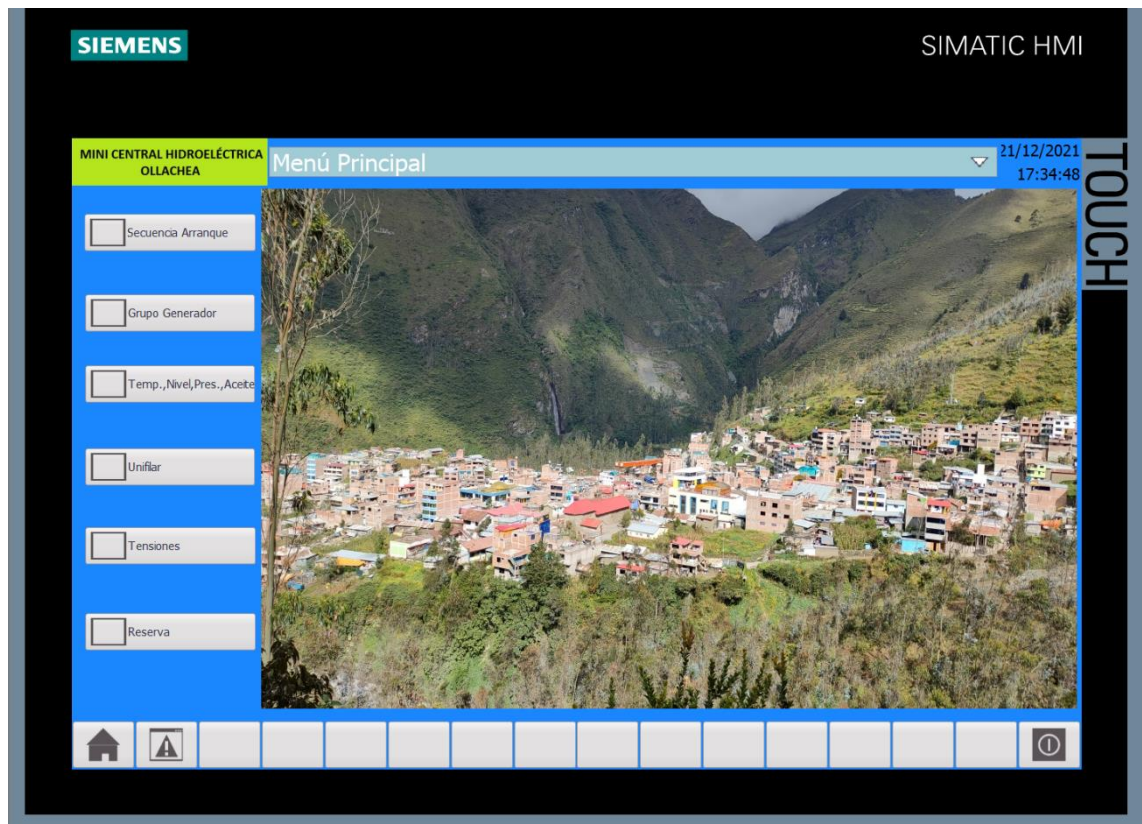 SIEMENS
SIMATIC HMI
TOUCH
MINI CENTRAL HIDROELÉCTRICA
OLLACHEA
Menú Principal
21/12/2021
17:34:48
Secuencia Arranque
Grupo Generador
Temp.,Nivel,Pres.,Aceite
Unifilar
Tensiones
Reserva